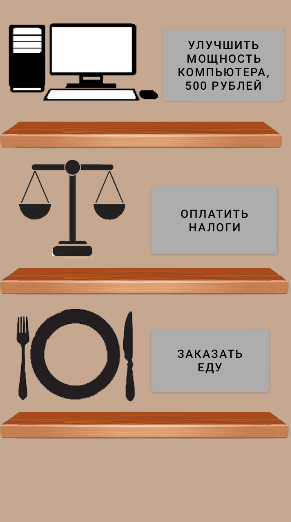 УЛУЧШИТЬ
МОЩНОСТЬ
КОМПЬЮТЕРА,
500 РУБЛЕЙ
ОПЛАТИТЬ
НАЛОГИ
ЗАКАЗАТЬ
ЕДУ